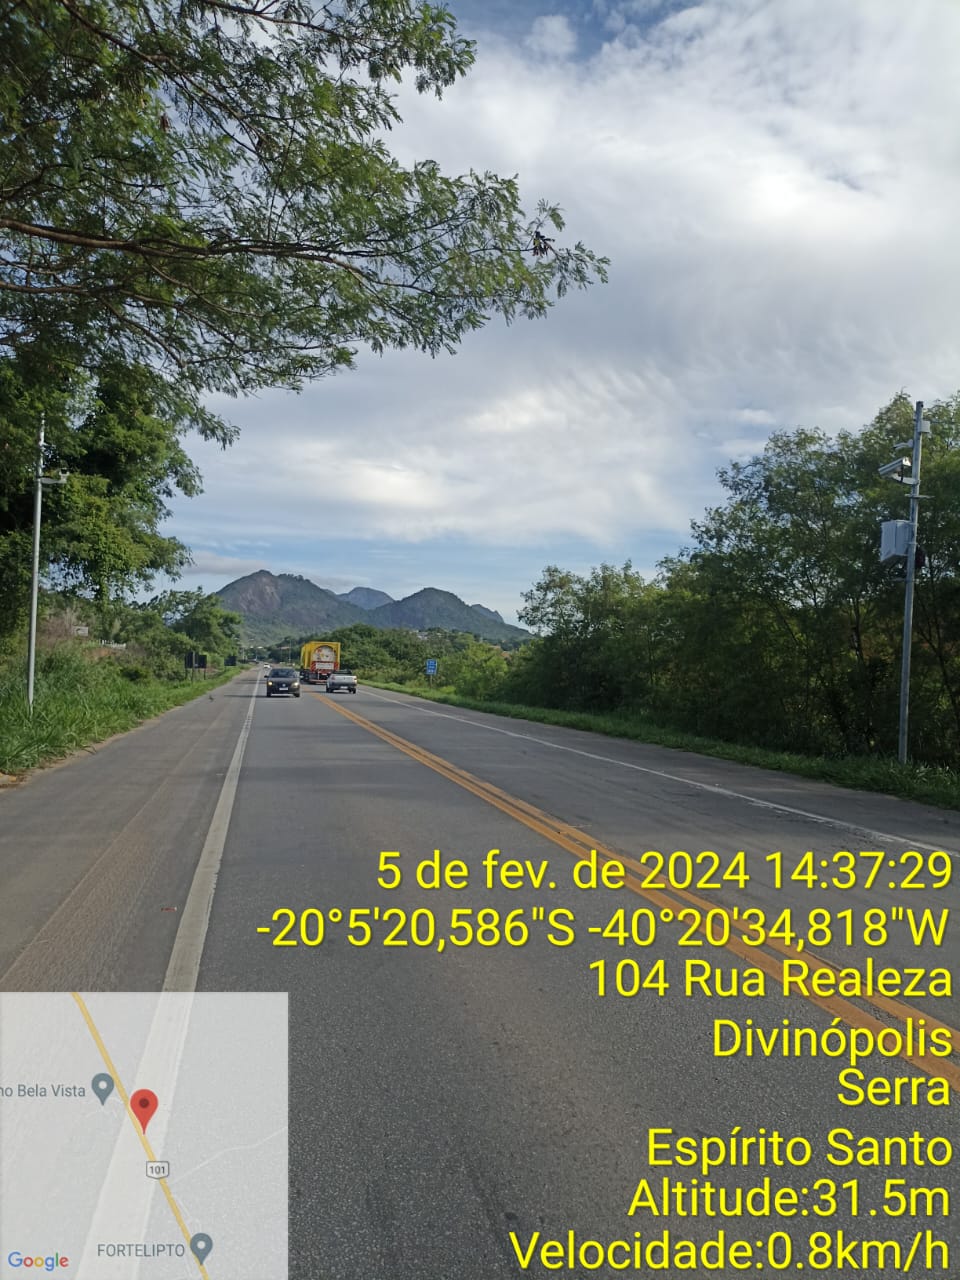 5 de fev. de 2024 14:37:29
-20°5'20,586"S -40°20'34,818"W
104 Rua Realeza
Divinópolis
Serra
Espírito Santo
Altitude:31.5m
Velocidade:0.8km/h
no Bela Vista
101
FORTELIPTO
Google